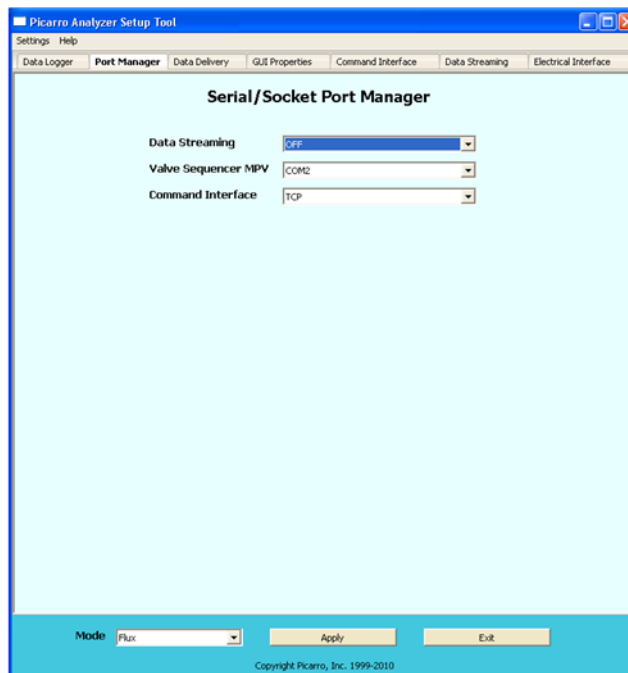 Picarro Analyzer Setup Tool
Settings Help
Data Logger Port Manager Data Delivery GUI Properties Command Interface Data Streaming Electrical Interface
Serial/Socket Port Manager
Data Streaming OFF
Valve Sequencer MPV COM2
Command Interface TCP
Mode Flux Apply Exit
Copyright Picarro, Inc. 1999-2010